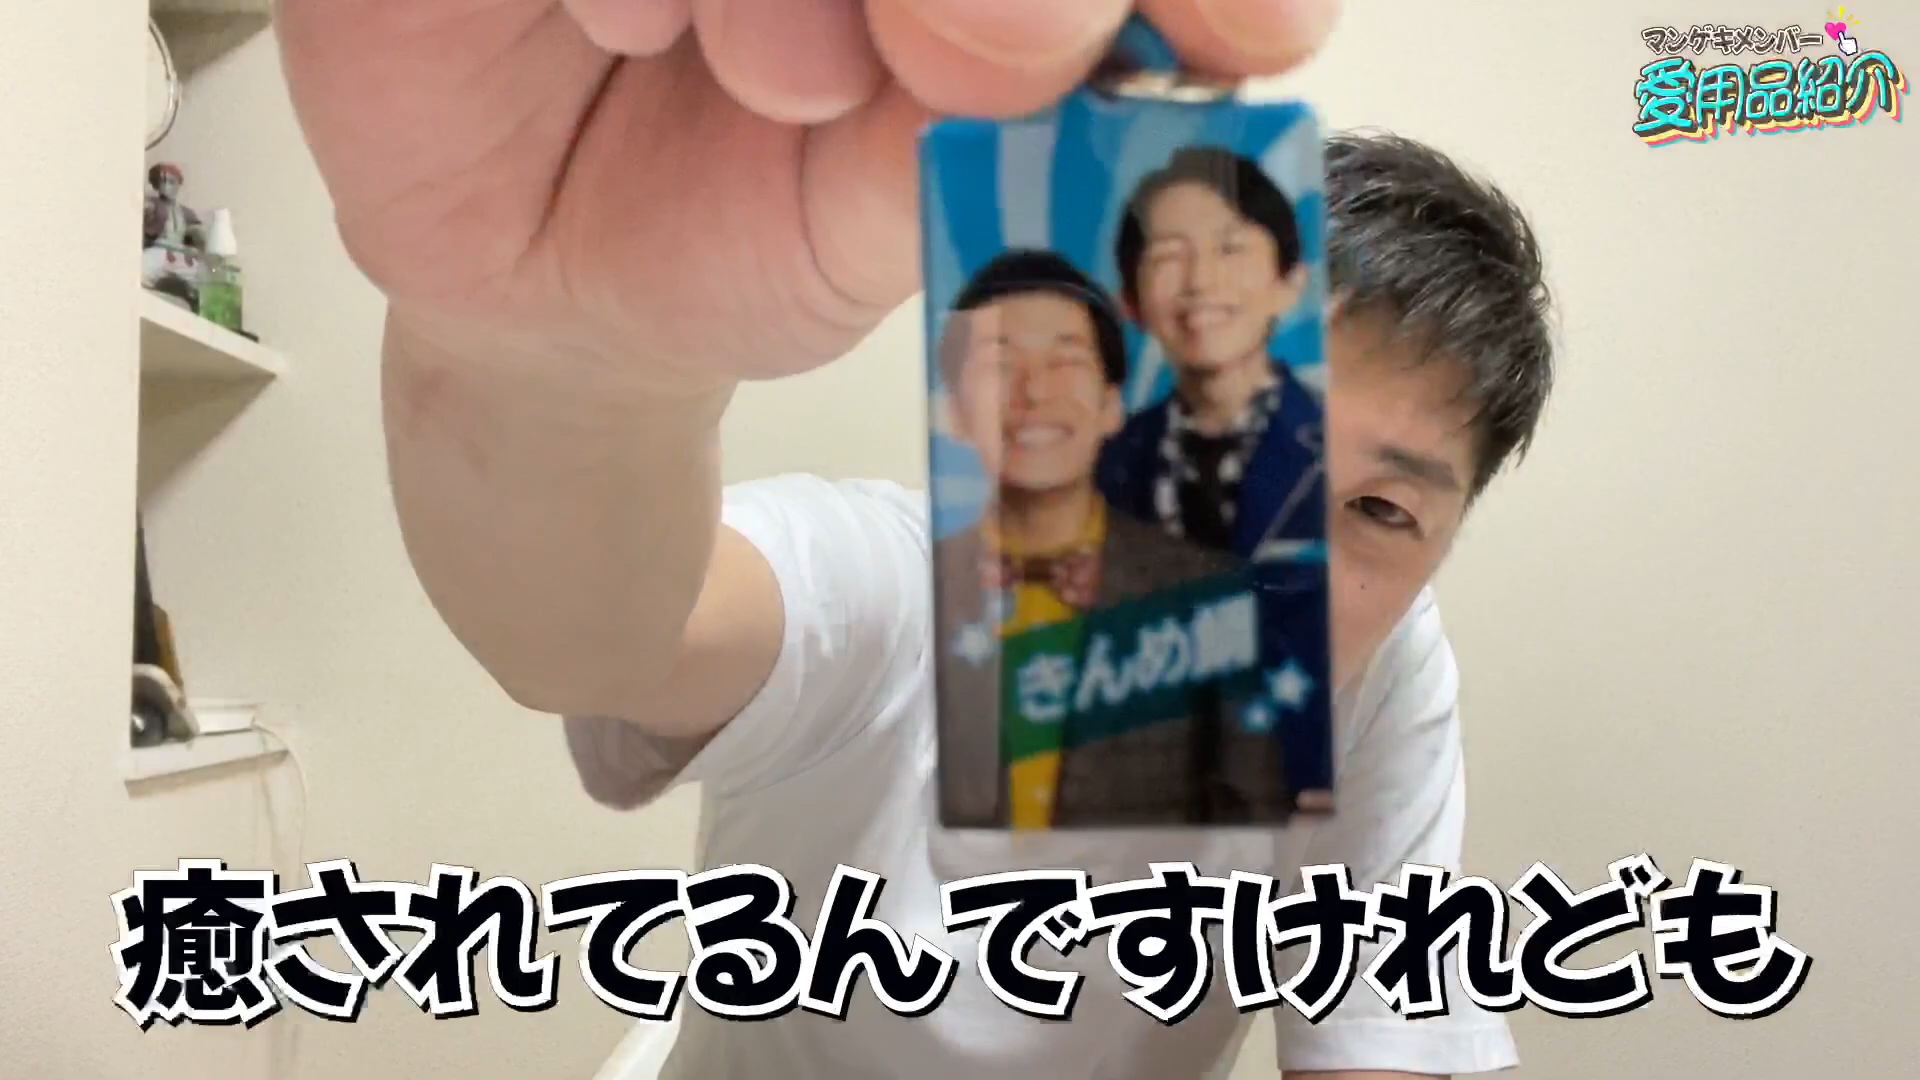 マンゲキメンバー
愛用品紹介
きんめ鯛
癒されてるんですけれども